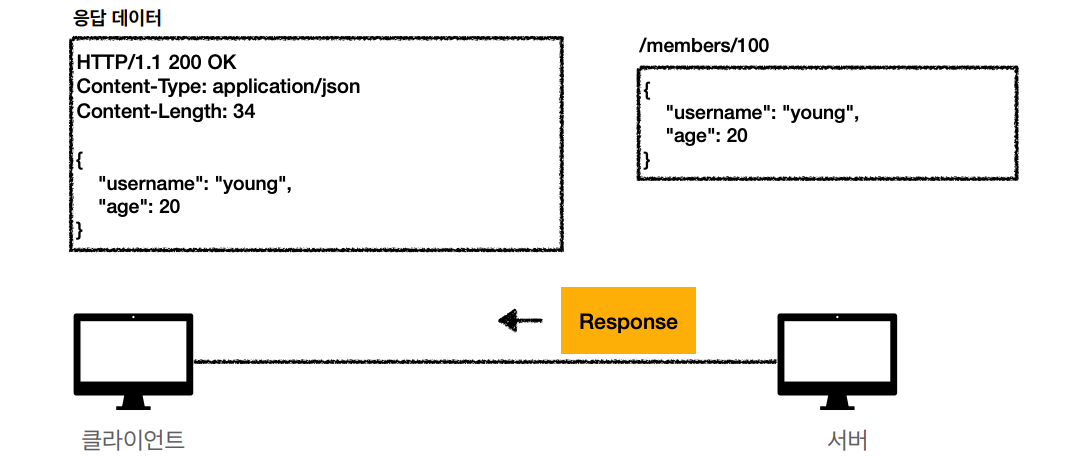 응답 데이터
HTTP/1.1 200 OK
Content-Type: application/json
Content-Length: 34

{
    "username": "young",
    "age": 20
}
/members/100
{
    "username": "young",
    "age": 20
}
Response
클라이언트
서버